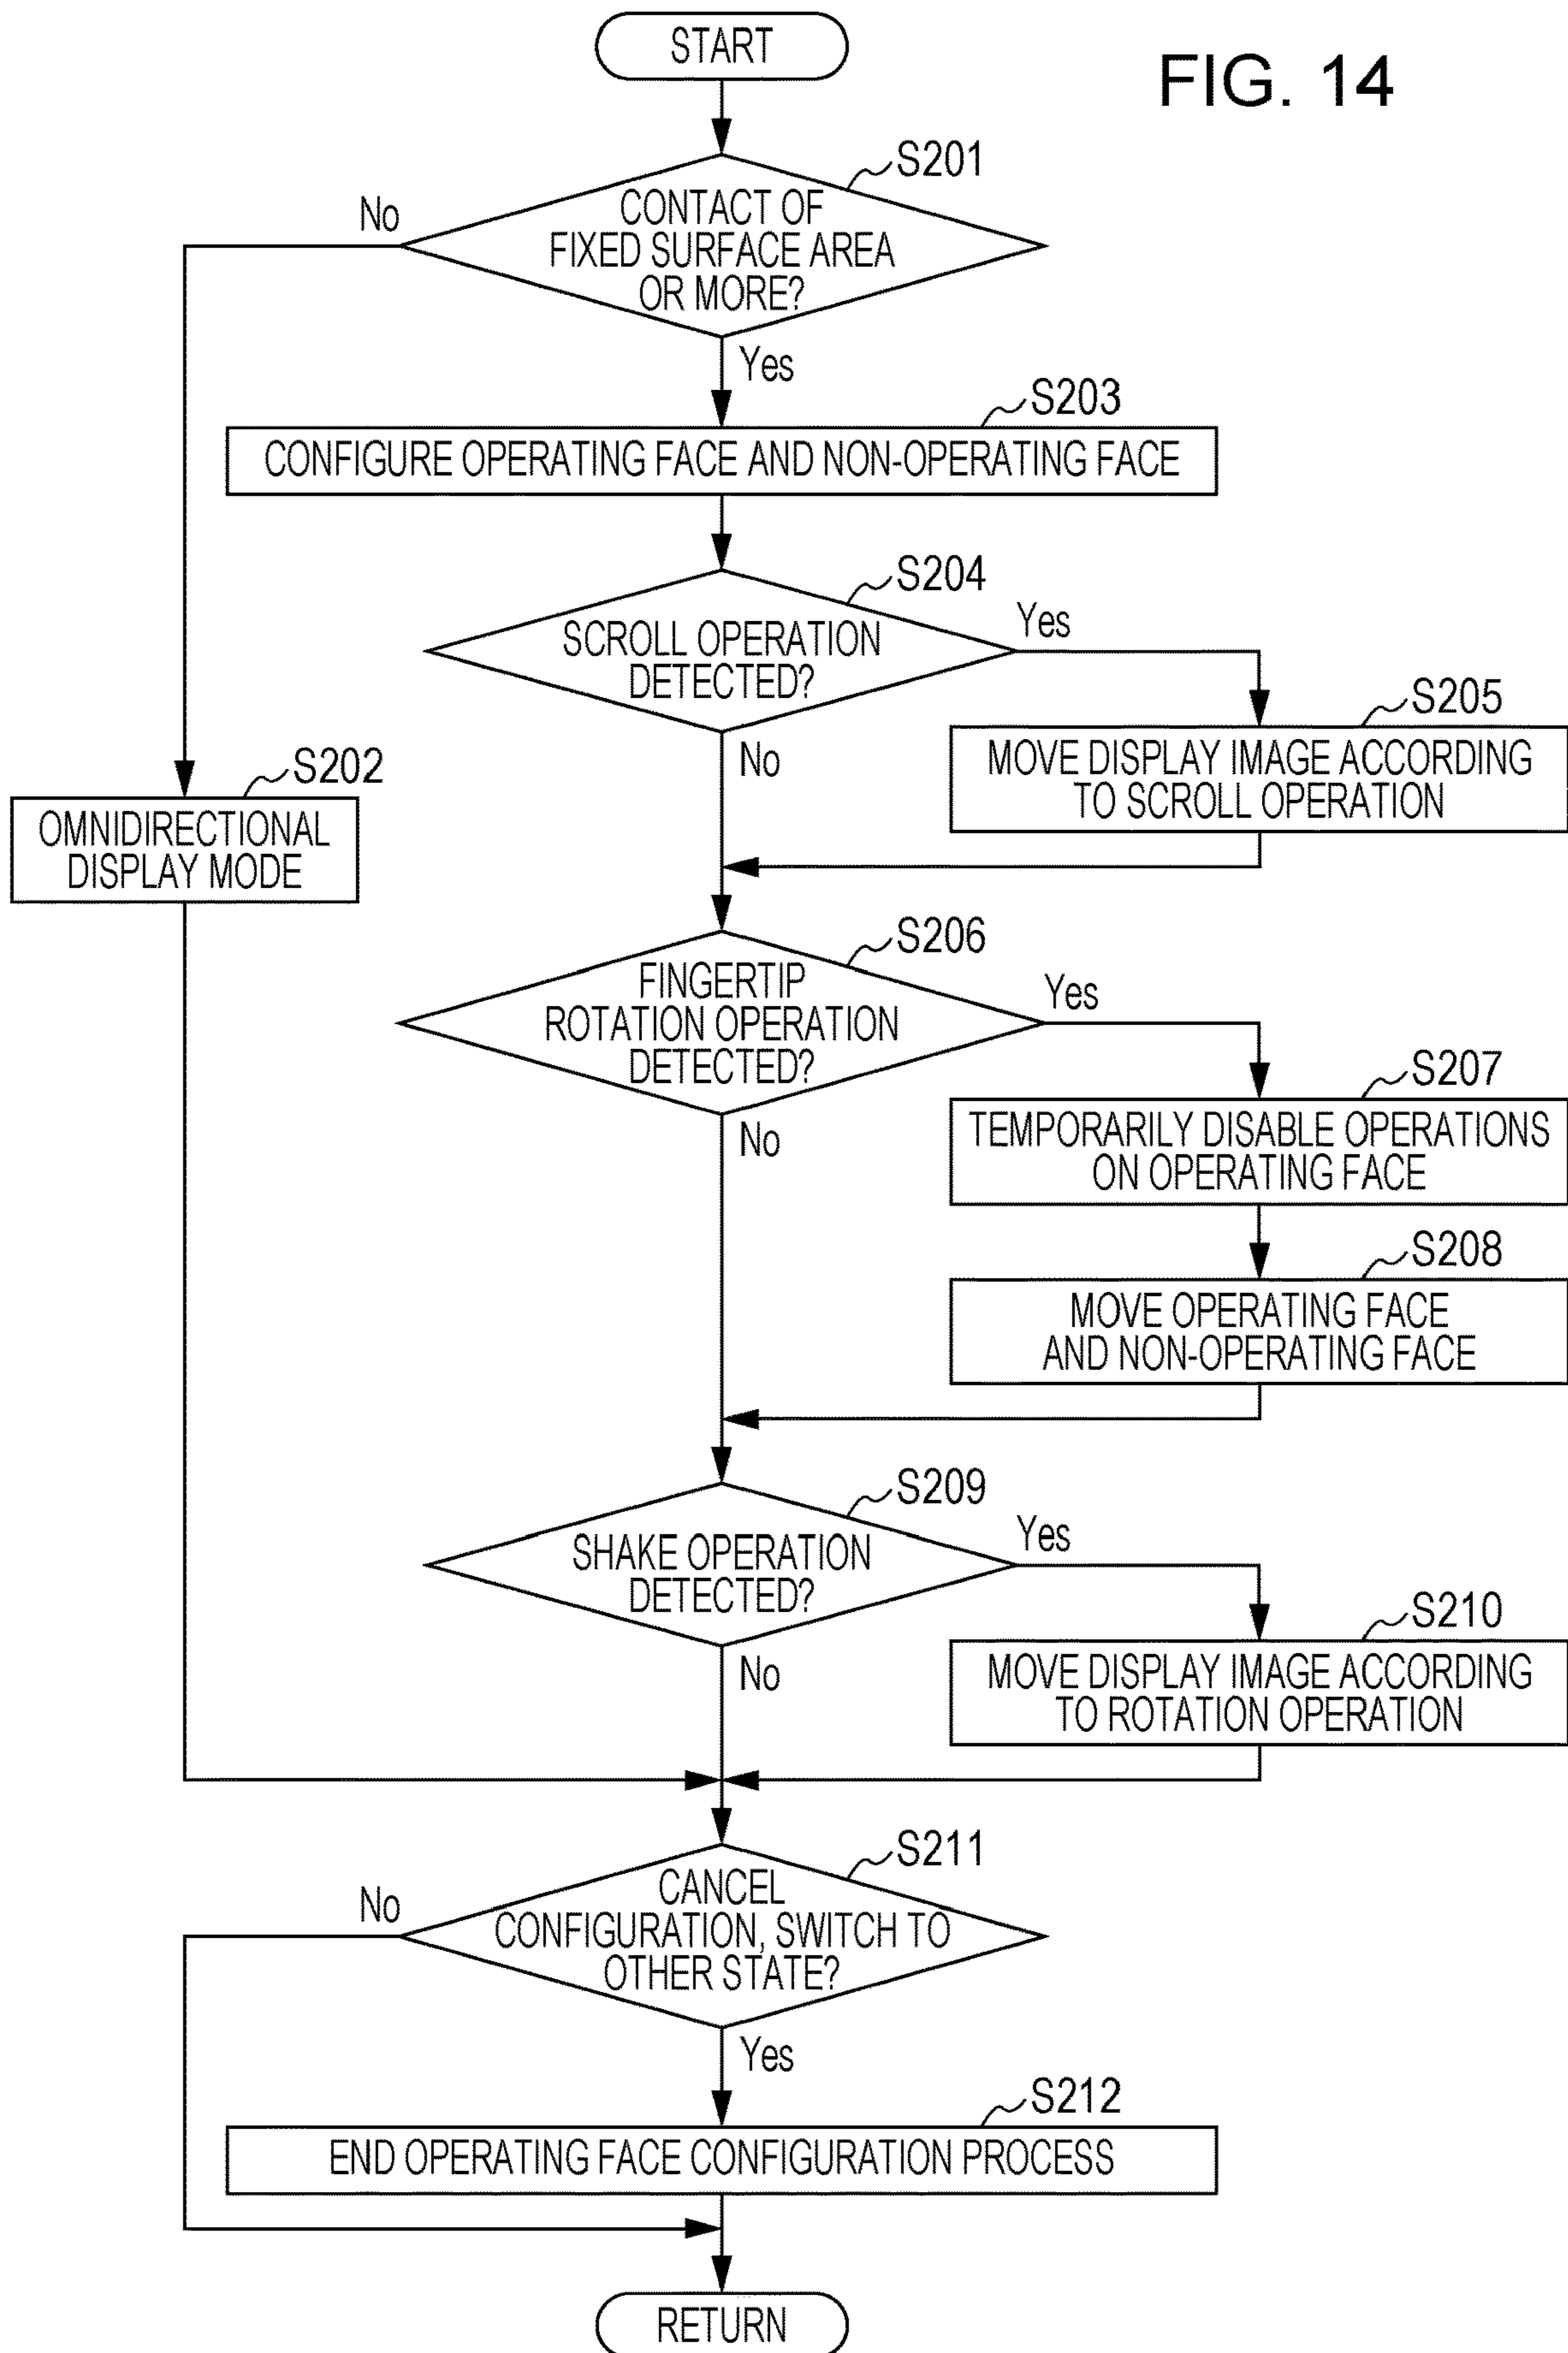 START
FIG. 14
S201
No
CONTACT OF
FIXED SURFACE AREA
OR MORE?
Yes
S203
CONFIGURE OPERATING FACE AND NON-OPERATING FACE
S204
Yes
SCROLL OPERATION
DETECTED?
No
S205
MOVE DISPLAY IMAGE ACCORDING
TO SCROLL OPERATION
S202
OMNIDIRECTIONAL
DISPLAY MODE
S206
FINGERTIP
ROTATION OPERATION
DETECTED?
Yes
No
S207
TEMPORARILY DISABLE OPERATIONS
ON OPERATING FACE
S208
MOVE OPERATING FACE
AND NON-OPERATING FACE
S209
Yes
SHAKE OPERATION
DETECTED?
No
S210
MOVE DISPLAY IMAGE ACCORDING
TO ROTATION OPERATION
S211
No
CANCEL
CONFIGURATION, SWITCH TO
OTHER STATE?
Yes
S212
END OPERATING FACE CONFIGURATION PROCESS
RETURN